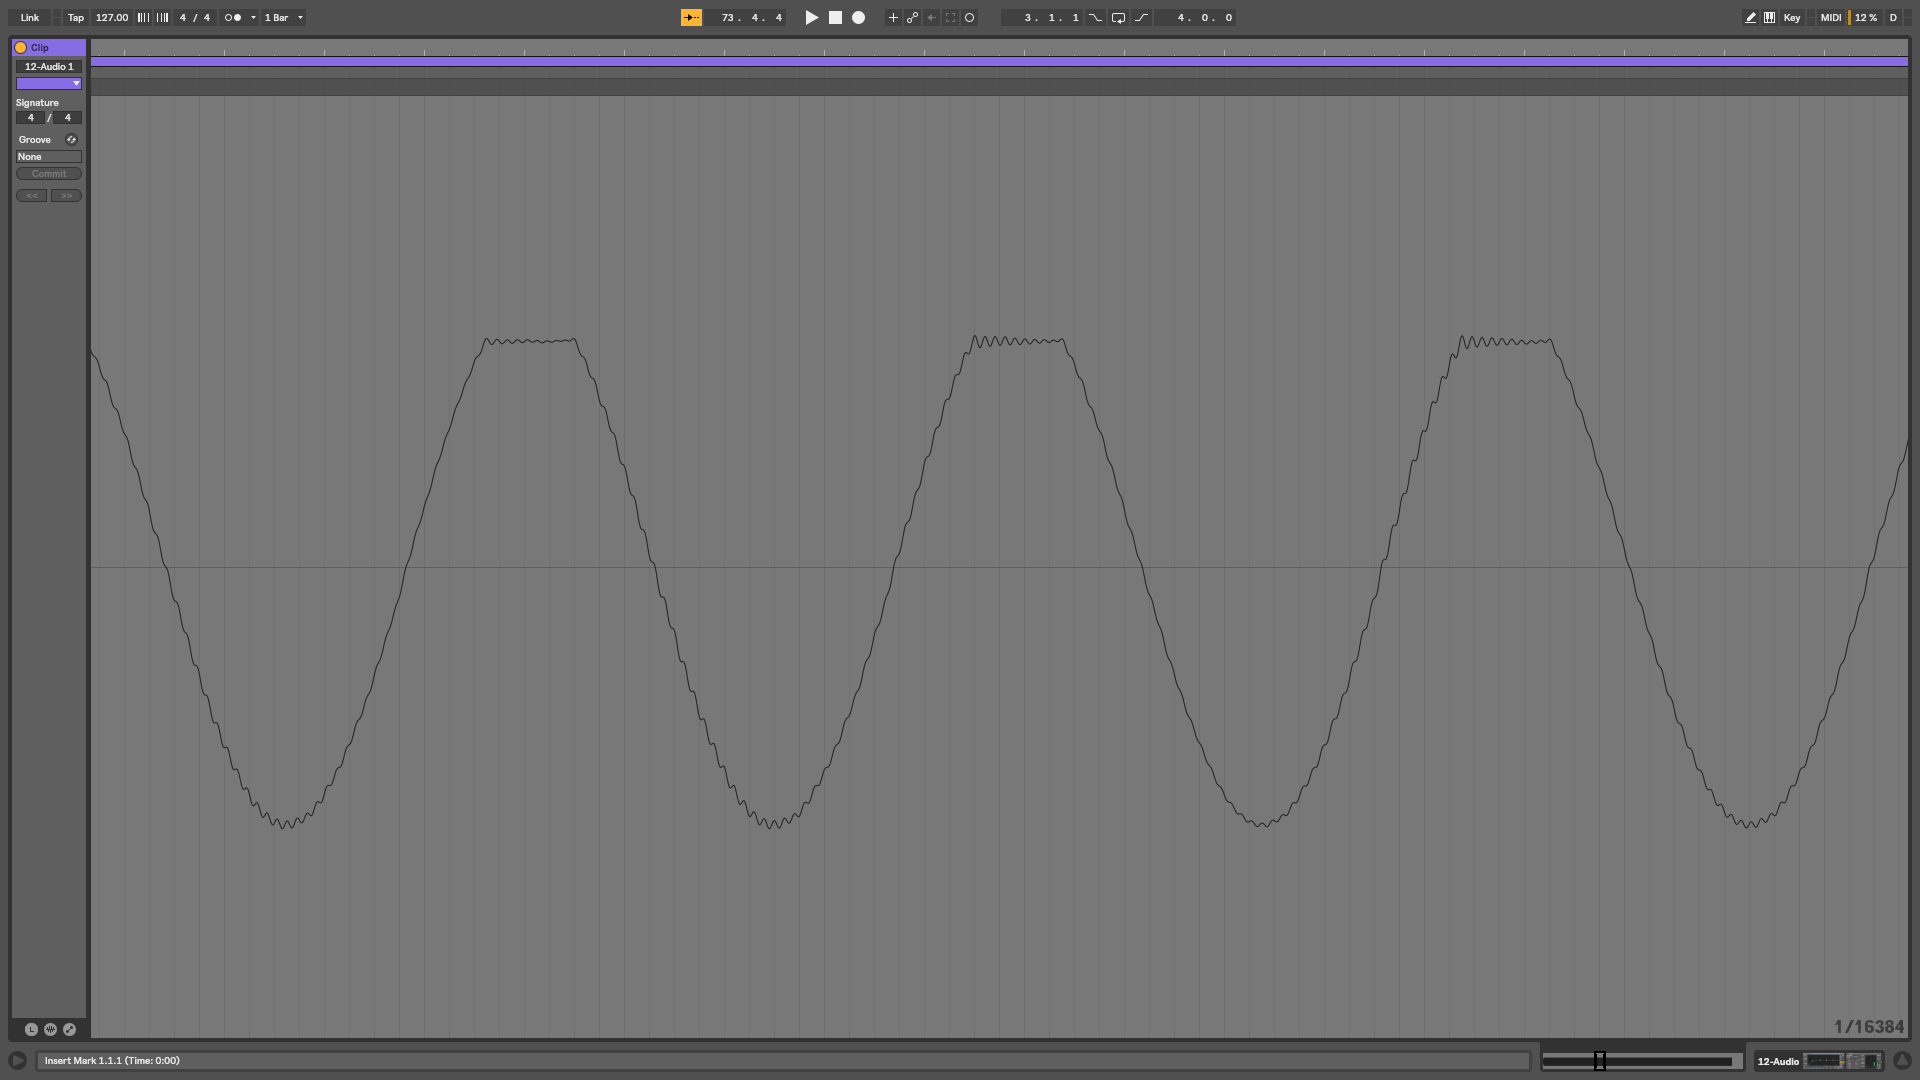 Link Tap 127.00 4 / 4 1 Bar 73. 4. 4 3. 1. 1 4. 0. 0 Key MIDI 12 % D
Clip
12-Audio 1
Signature
4 / 4
Groove
None
Commit
<< >>
L
1/16384
Insert Mark 1.1.1 (Time: 0:00) 12-Audio